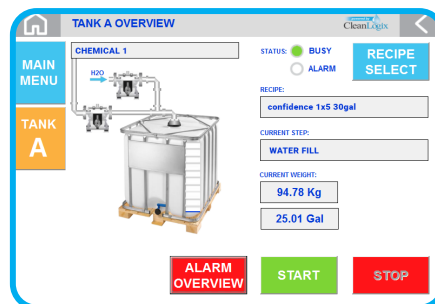 TANK A OVERVIEW
CleanLogix
MAIN
MENU
TANK
A
CHEMICAL 1
H2O
STATUS:
BUSY
ALARM
RECIPE
SELECT
RECIPE:
confidence 1x5 30gal
CURRENT STEP:
WATER FILL
CURRENT WEIGHT:
94.78 Kg
25.01 Gal
ALARM
OVERVIEW
START
STOP